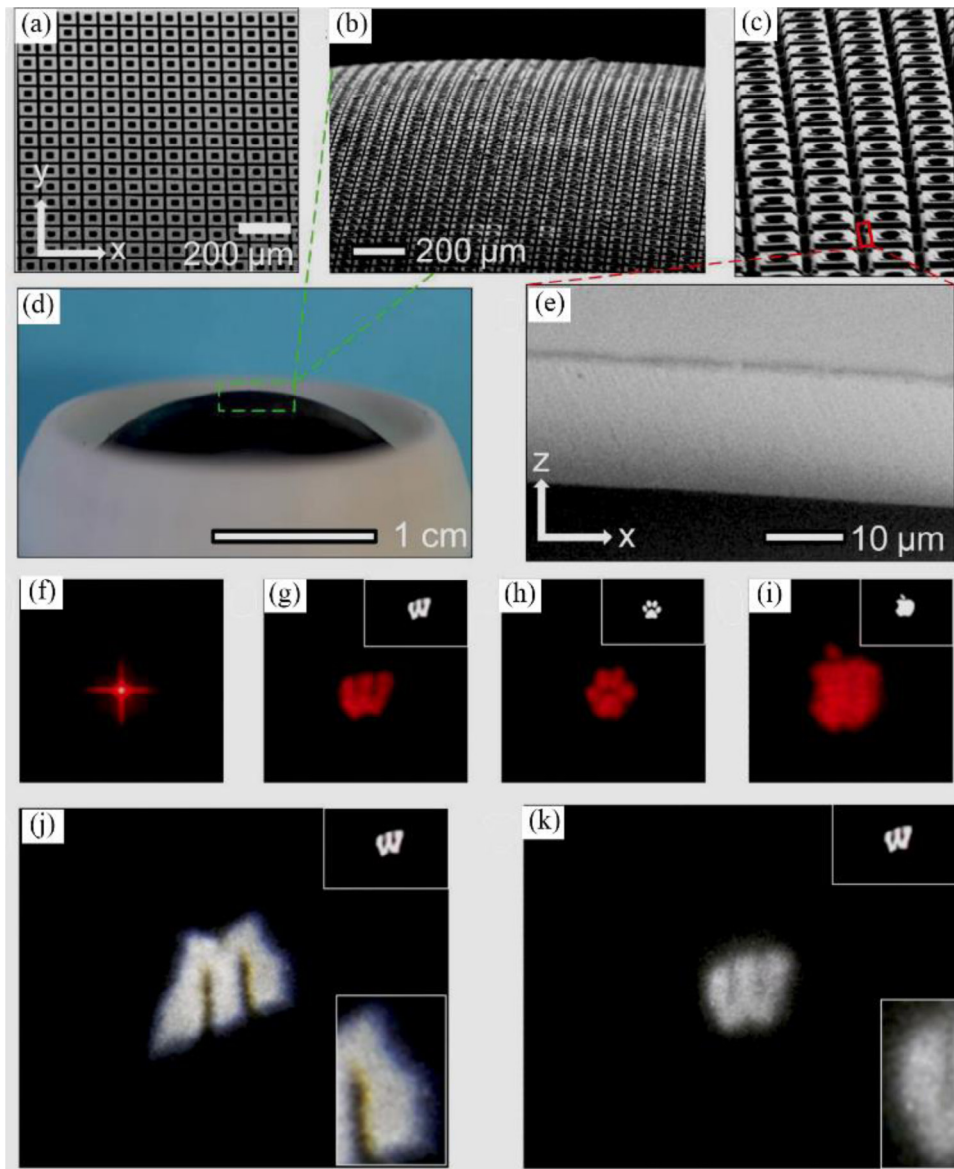 (a)
(b)
(c)
y
x
200 μm
200 μm
(d)
(e)
1 cm
z
x
10 μm
(f)
(g)
W
(h)
(i)
(j)
W
(k)
W